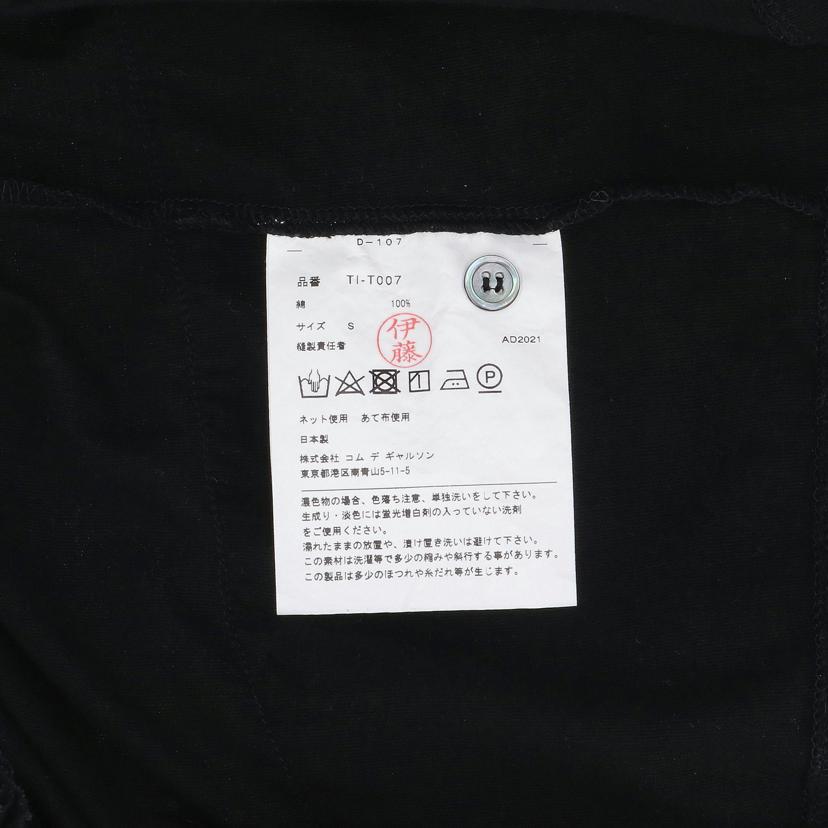 D-107
品番 TI-T007
綿 100%
サイズ S
縫製責任者 伊藤 AD2021
P
ネット使用 あて布使用
日本製
株式会社 コム デ ギャルソン
東京都港区南青山5-11-5
濃色物の場合、色落ち注意、単独洗いをして下さい。
生成り・淡色には蛍光増白剤の入っていない洗剤
をご使用ください。
濡れたままの放置や、漬け置き洗いは避けて下さい。
この素材は洗濯等で多少の縮みや斜行する事があります。
この製品は多少のほつれや糸だれ等が生じます。